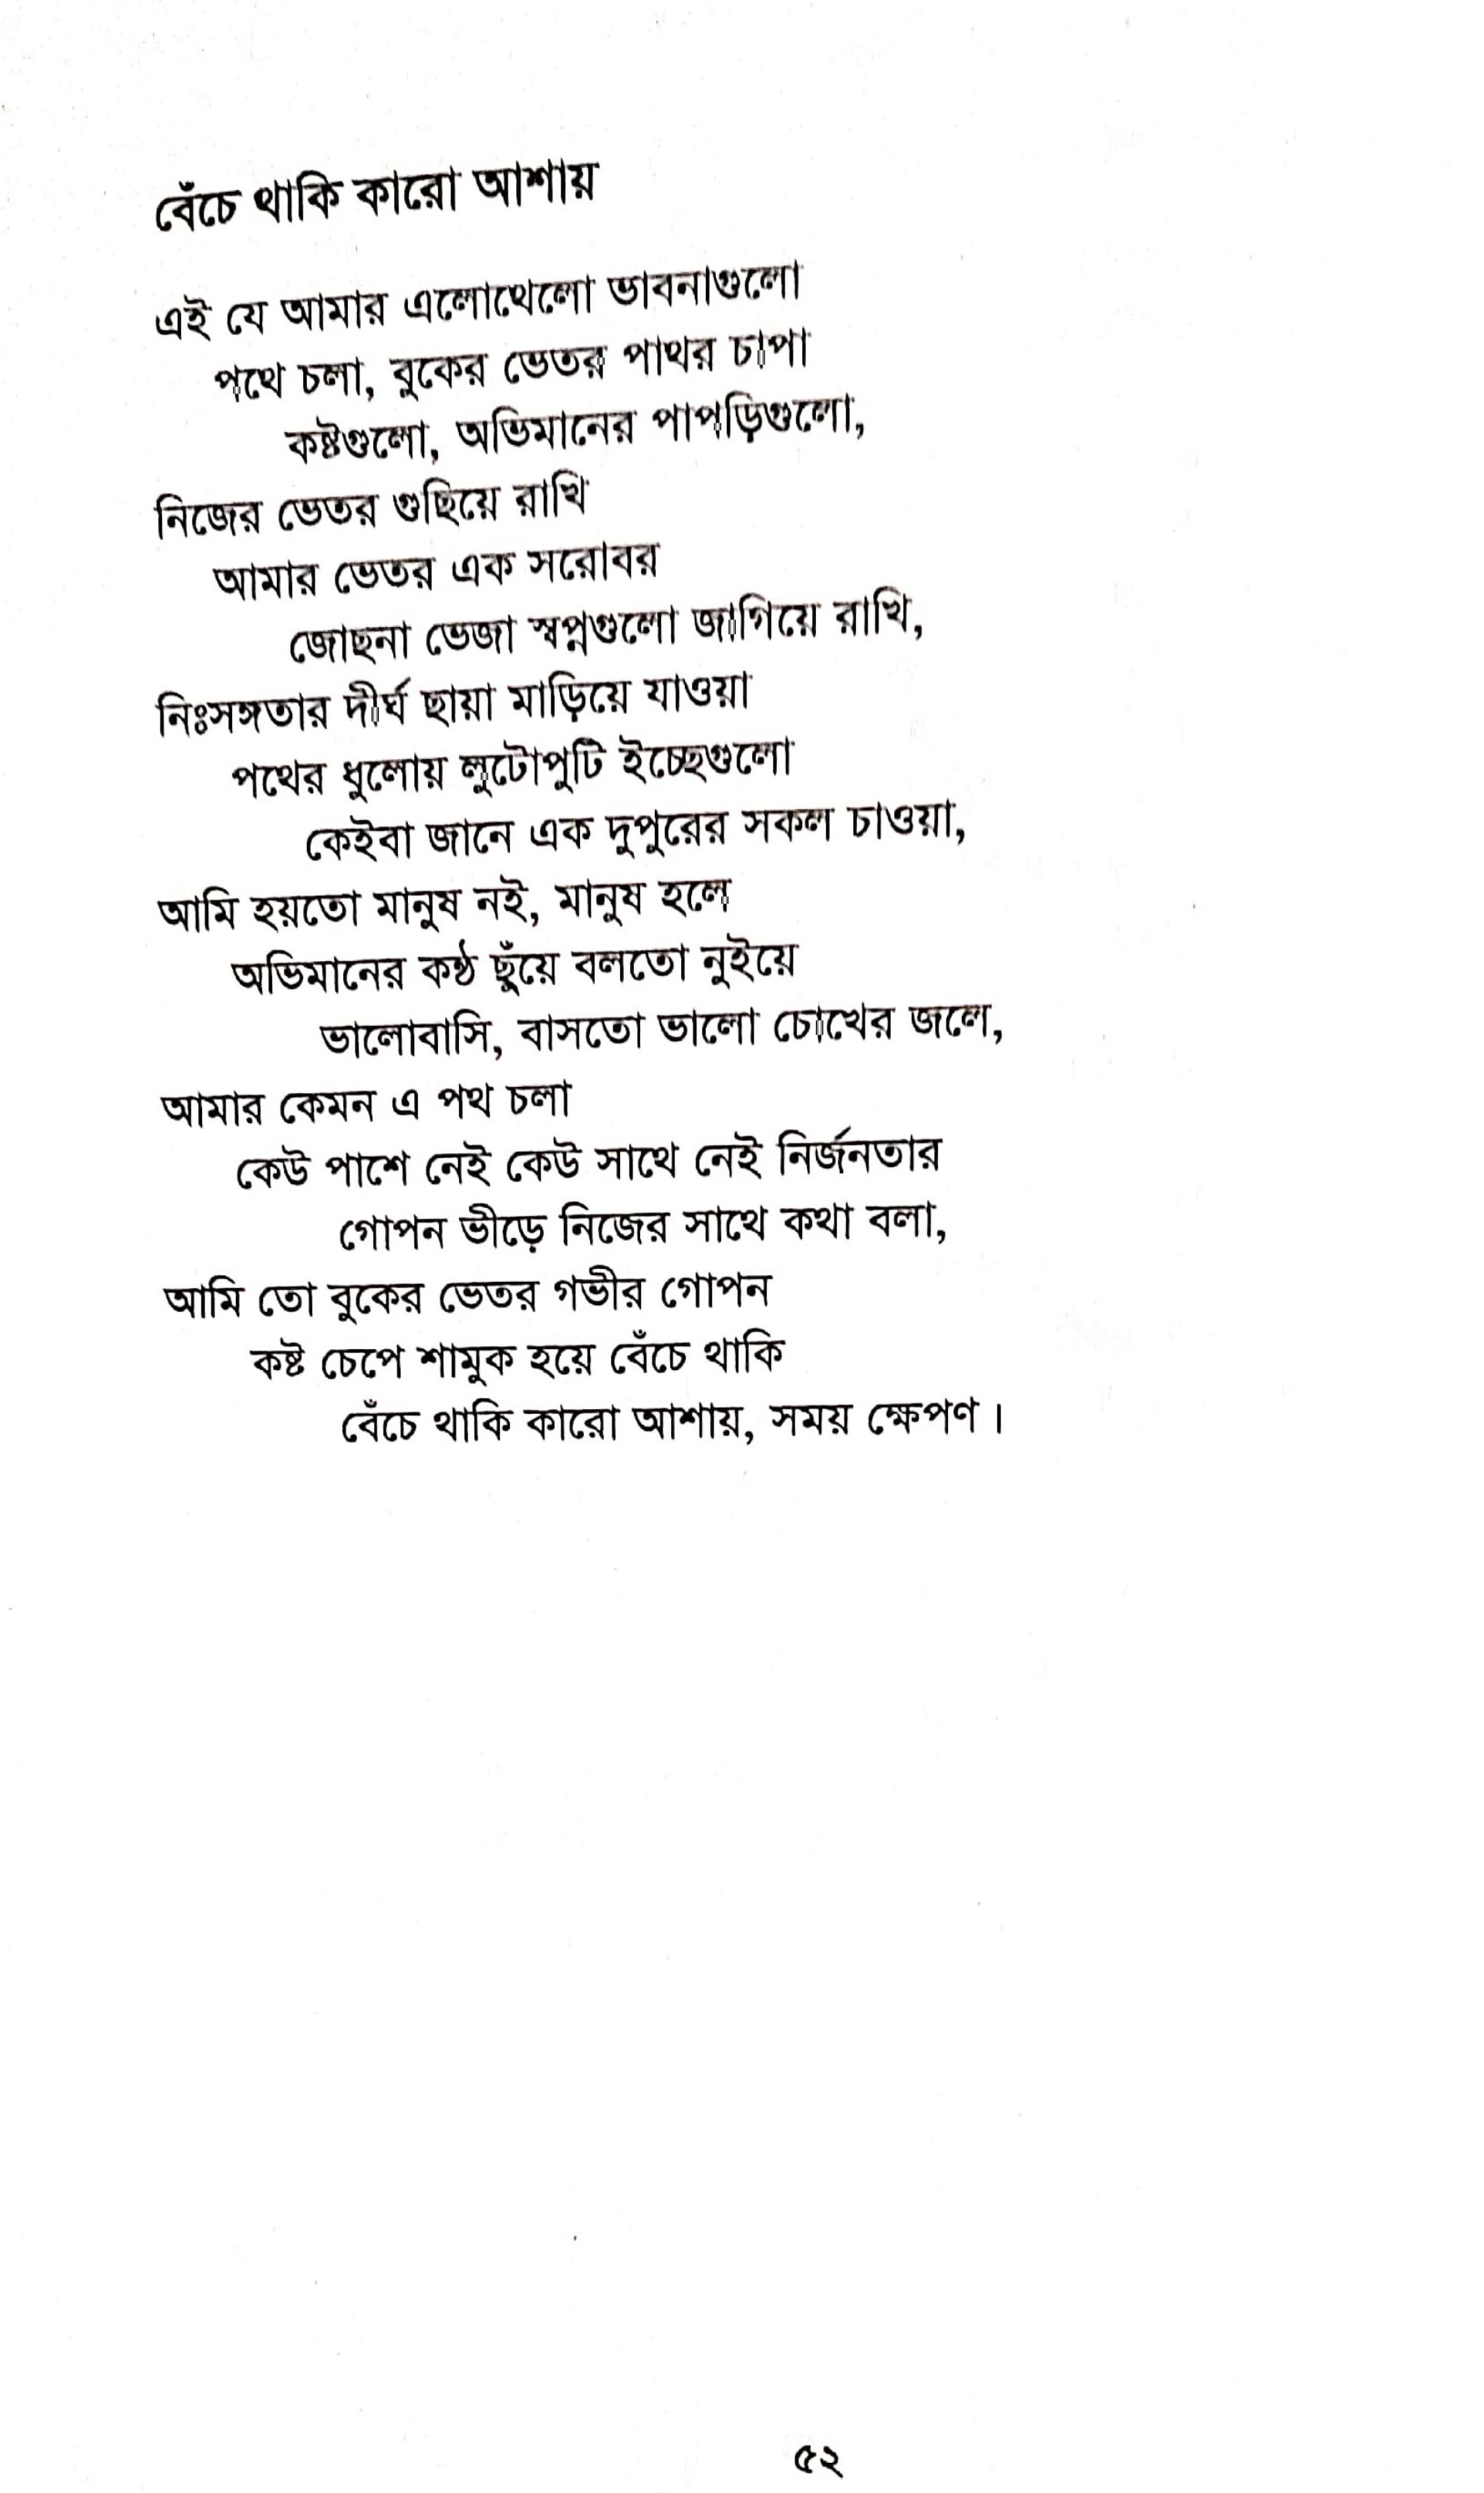 বেঁচে থাকি কারো আশায়
এই যে আমার এলোথেলো ভাবনাগুলো
পথে চলা, বুকের ভেতর পাথর চাপা
কষ্টগুলো, অভিমানের পাপড়িগুলো,
নিজের ভেতর গুছিয়ে রাখি
আমার ভেতর এক সরোবর
জোছনা ভেজা স্বপ্নগুলো জাগিয়ে রাখি,
নিঃসঙ্গতার দীর্ঘ ছায়া মাড়িয়ে যাওয়া
পথের ধুলোয় লুটোপুটি ইচ্ছেগুলো
কেইবা জানে এক দুপুরের সকল চাওয়া,
আমি হয়তো মানুষ নই, মানুষ হলে
অভিমানের কণ্ঠ ছুঁয়ে বলতো নুইয়ে
ভালোবাসি, বাসতো ভালো চোখের জলে,
আমার কেমন এ পথ চলা
কেউ পাশে নেই কেউ সাথে নেই নির্জনতার
গোপন ভীড়ে নিজের সাথে কথা বলা,
আমি তো বুকের ভেতর গভীর গোপন
কষ্ট চেপে শামুক হয়ে বেঁচে থাকি
বেঁচে থাকি কারো আশায়, সময় ক্ষেপণ।
৫২